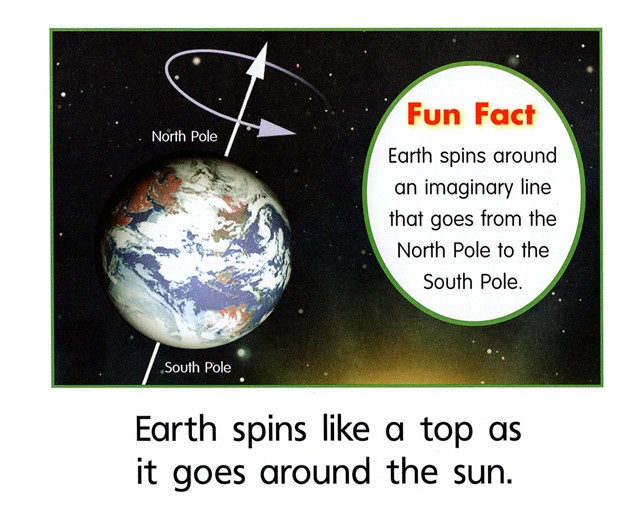 North Pole
Fun Fact
Earth spins around
an imaginary line
that goes from the
North Pole to the
South Pole.
South Pole
Earth spins like a top as
it goes around the sun.